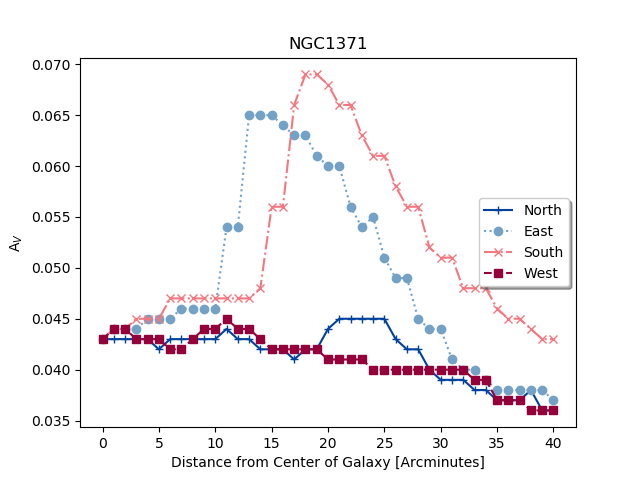 NGC1371
A_V
0.070
0.065
0.060
0.055
0.050
0.045
0.040
0.035
North
East
South
West
0 5 10 15 20 25 30 35 40
Distance from Center of Galaxy [Arcminutes]